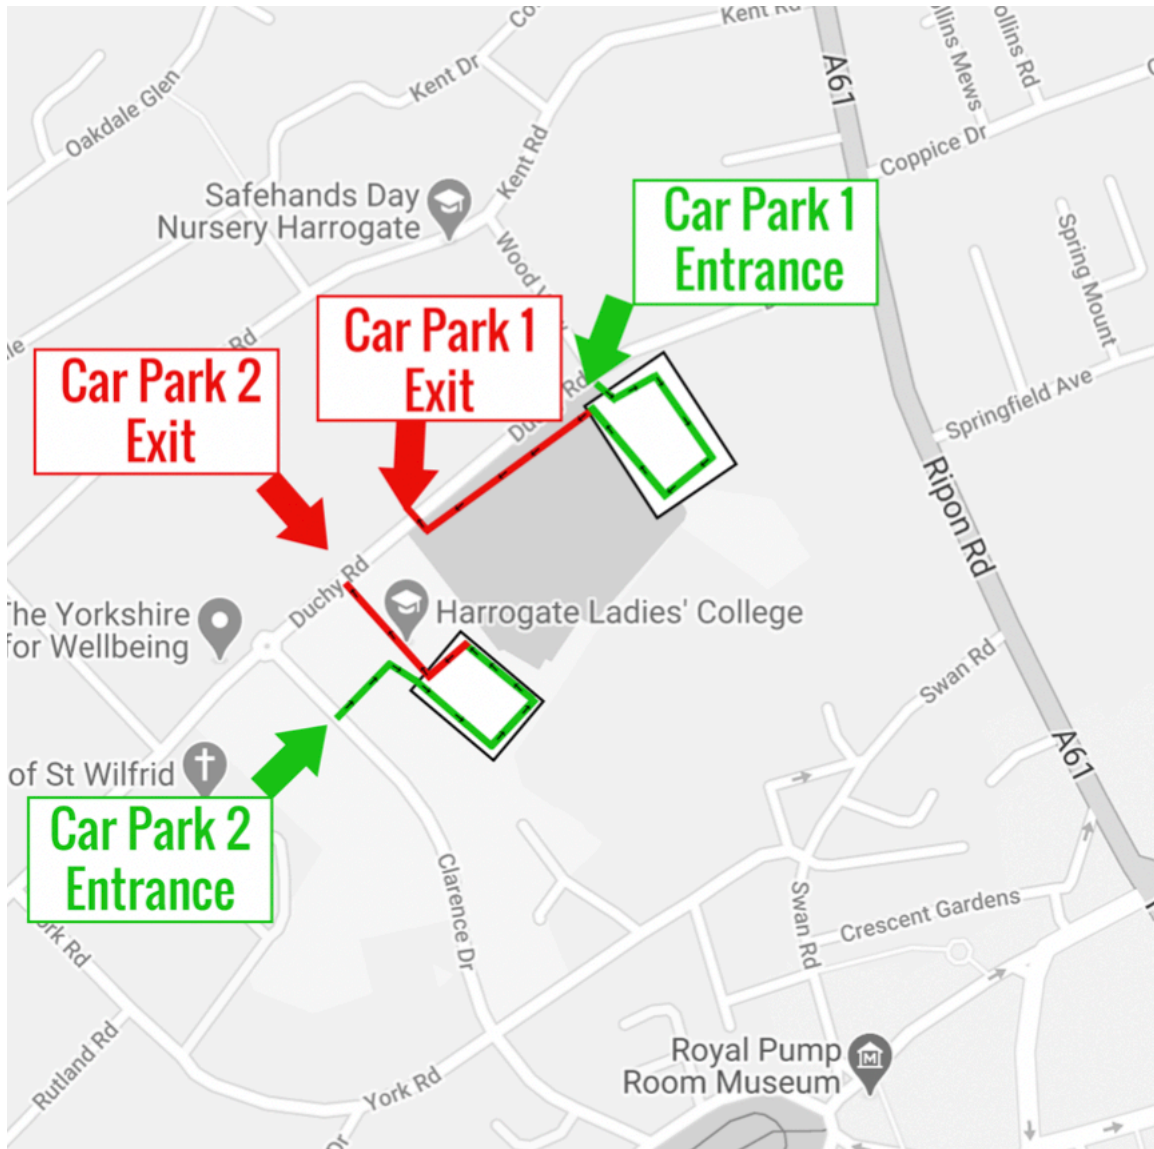 Kent Rd
A61
Kent Dr
Oakdale Glen
Kent Rd
Coppice Dr
Safehands Day
Nursery Harrogate
Car Park 1
Entrance
Spring Mount
Car Park 1
Exit
Car Park 2
Exit
Springfield Ave
Ripon Rd
Duchy Rd
The Yorkshire
for Wellbeing
Harrogate Ladies' College
Swan Rd
A61
of St Wilfrid
Car Park 2
Entrance
Clarence Dr
Swan Rd
Crescent Gardens
Rutland Rd
York Rd
Royal Pump
Room Museum